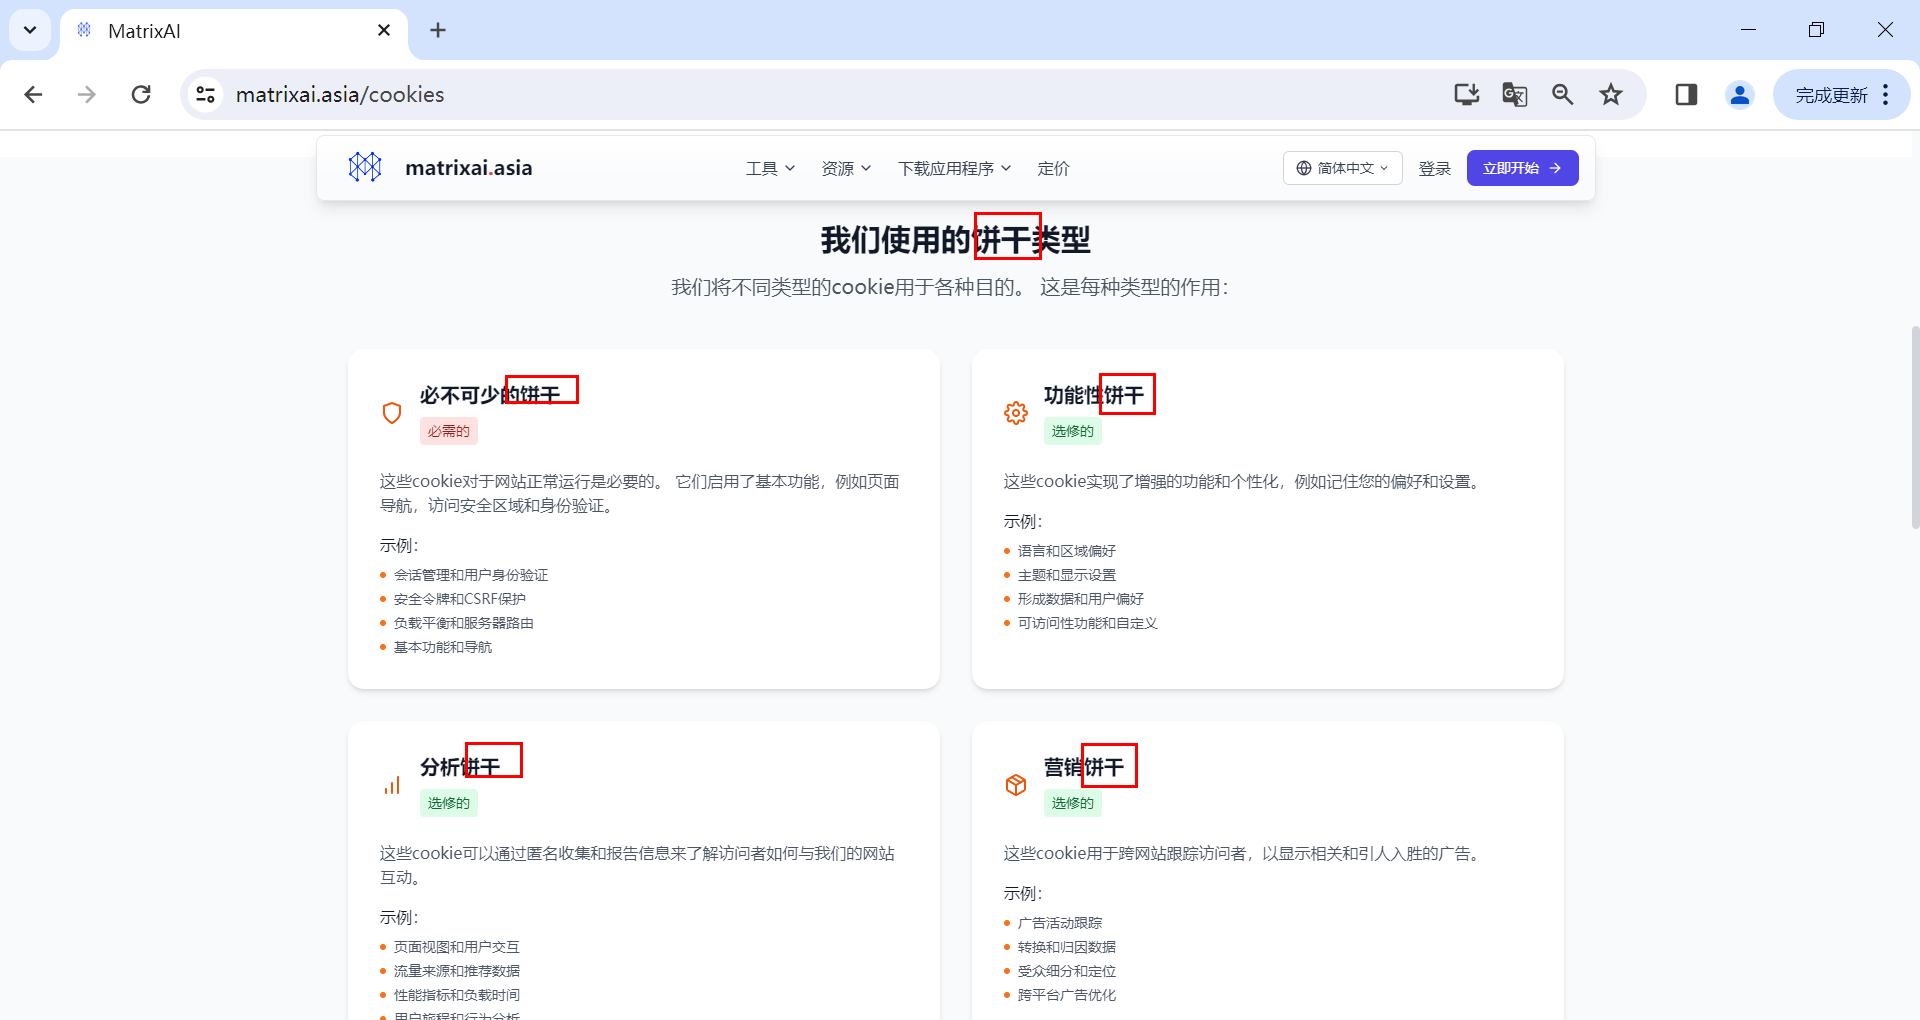 MatrixAI
matrixai.asia/cookies
完成更新
matrixai.asia
工具
资源
下载应用程序
定价
简体中文
登录
立即开始
我们使用的饼干类型
我们将不同类型的cookie用于各种目的。 这是每种类型的作用：
必不可少的饼干
必需的
这些cookie对于网站正常运行是必要的。 它们启用了基本功能，例如页面
导航，访问安全区域和身份验证。
示例：
会话管理和用户身份验证
安全令牌和CSRF保护
负载平衡和服务器路由
基本功能和导航
功能性饼干
选修的
这些cookie实现了增强的功能和个性化，例如记住您的偏好和设置。
示例：
语言和区域偏好
主题和显示设置
形成数据和用户偏好
可访问性功能和自定义
分析饼干
选修的
这些cookie可以通过匿名收集和报告信息来了解访问者如何与我们的网站
互动。
示例：
页面视图和用户交互
流量来源和推荐数据
性能指标和负载时间
用户旅程和行为分析
营销饼干
选修的
这些cookie用于跨网站跟踪访问者，以显示相关和引人入胜的广告。
示例：
广告活动跟踪
转换和归因数据
受众细分和定位
跨平台广告优化